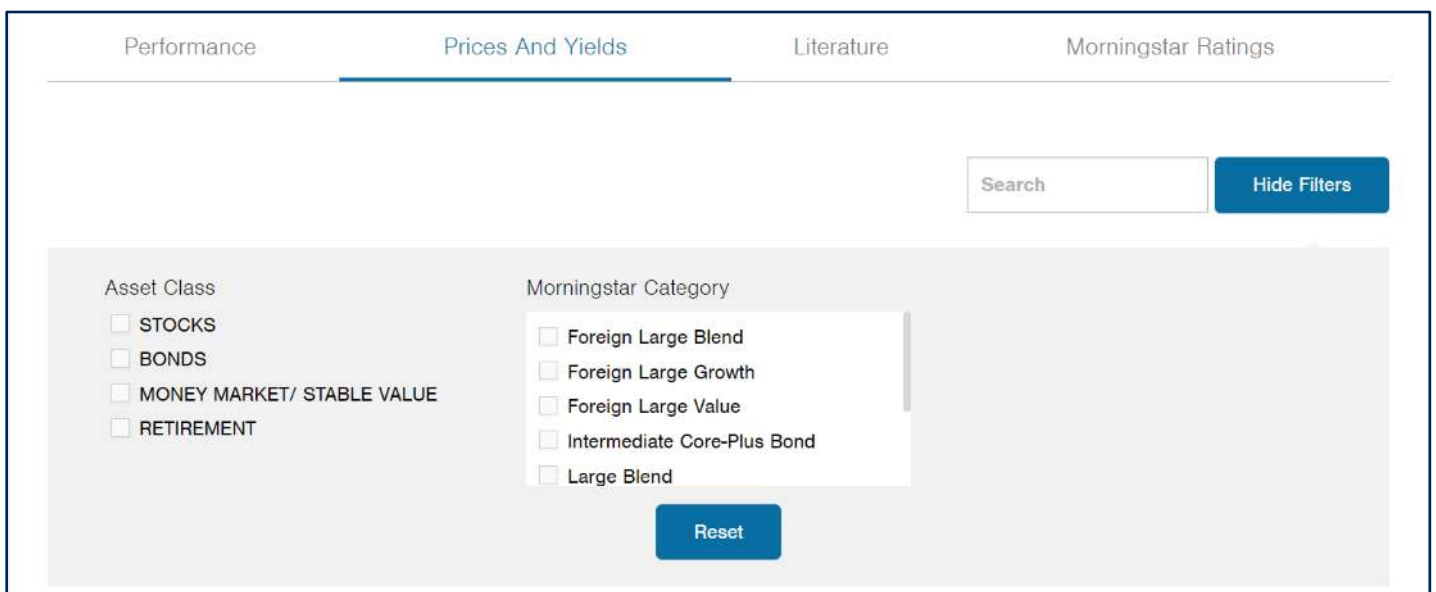 Performance Prices And Yields Literature Morningstar Ratings
Search Hide Filters
Asset Class
STOCKS
BONDS
MONEY MARKET/ STABLE VALUE
RETIREMENT
Morningstar Category
Foreign Large Blend
Foreign Large Growth
Foreign Large Value
Intermediate Core-Plus Bond
Large Blend
Reset